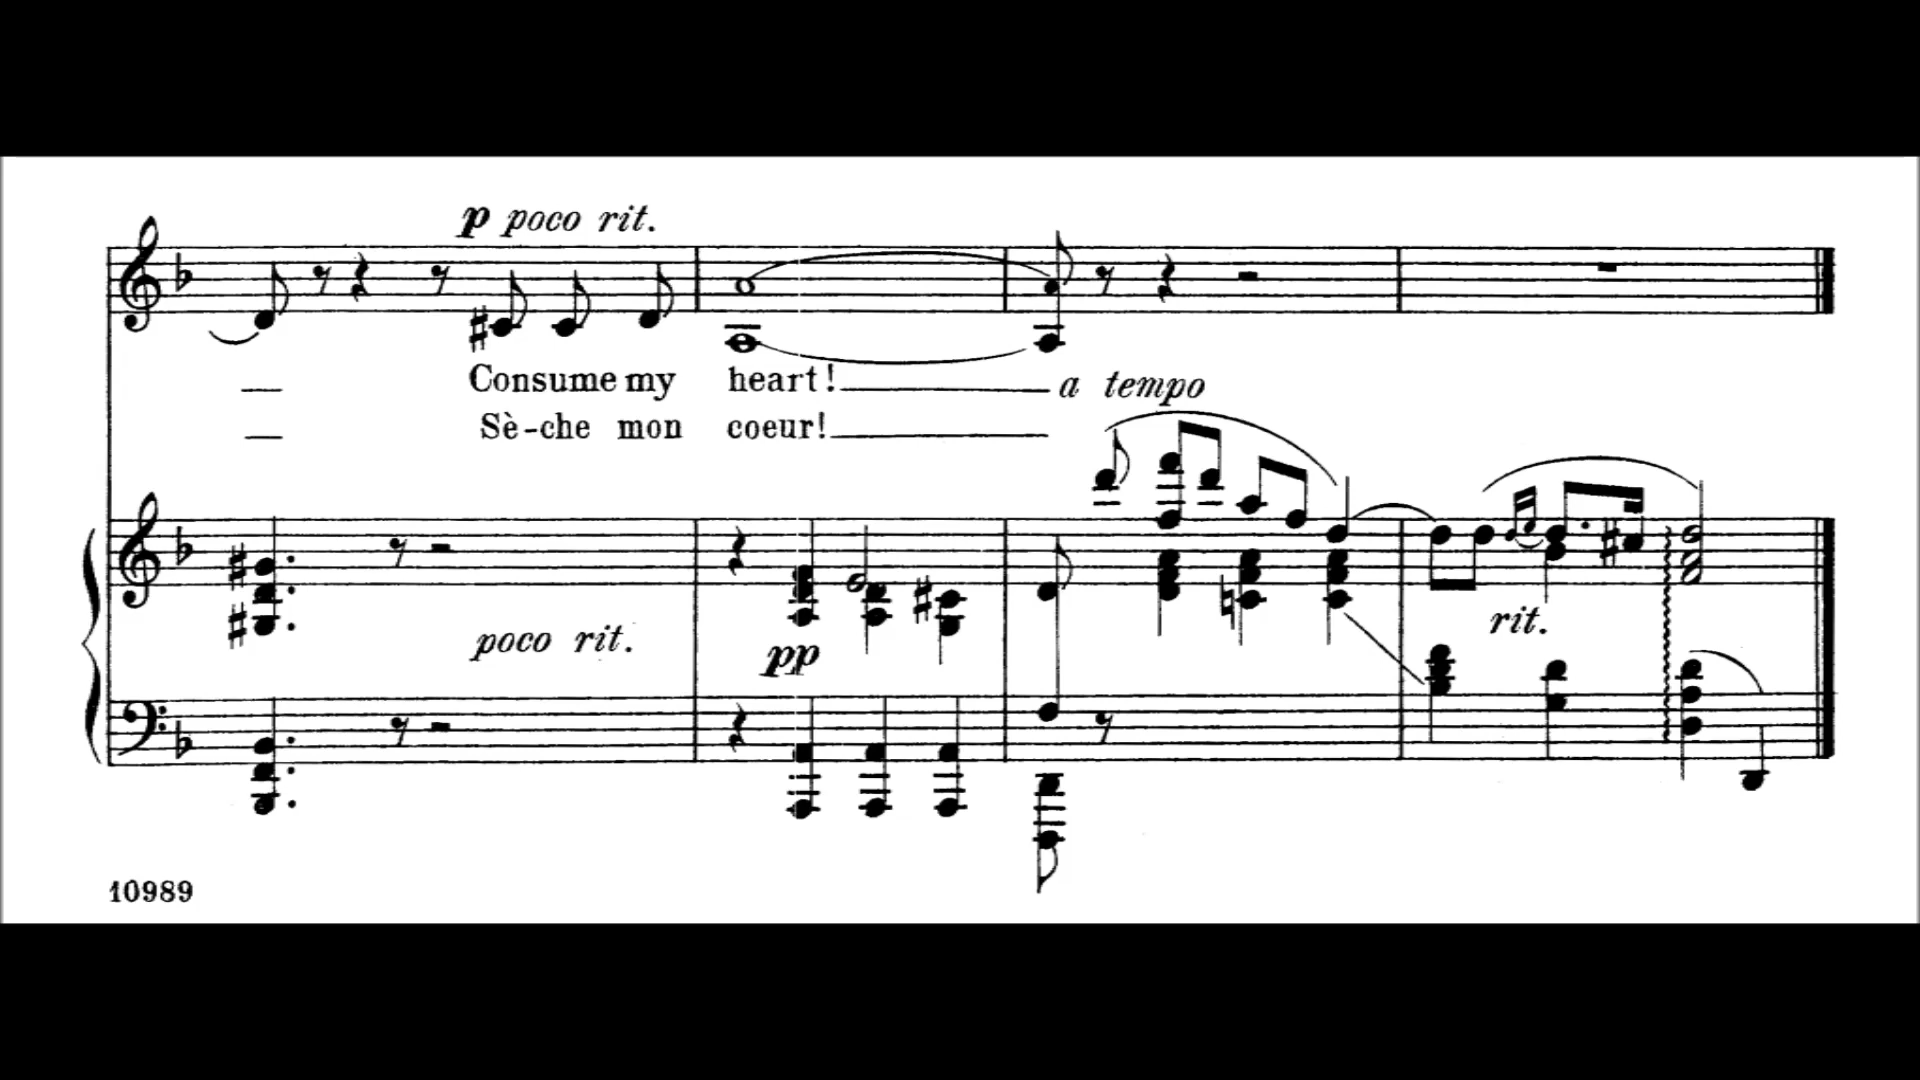 p poco rit.
Consume my heart!
a tempo
Sè-che mon coeur!
rit.
poco rit.
pp
10989